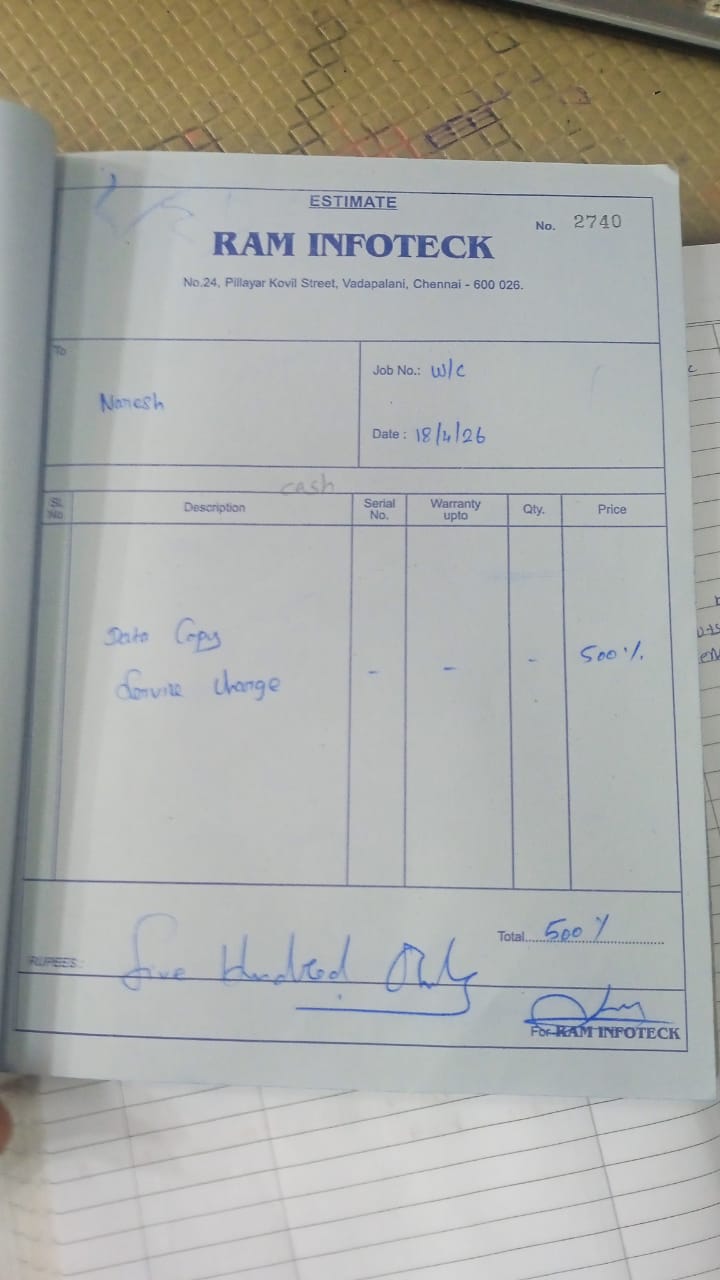 ESTIMATE
No. 2740
RAM INFOTECK
No.24, Pillayar Kovil Street, Vadapalani, Chennai - 600 026.
To
Naresh
Job No.: W/C
Date : 18/4/26
cash
Sl. No. Description Serial No. Warranty upto Qty. Price
Data Copy
Service Charge - - - 500/.
Total 500/
RUPEES : five Hundred Only
For RAM INFOTECK